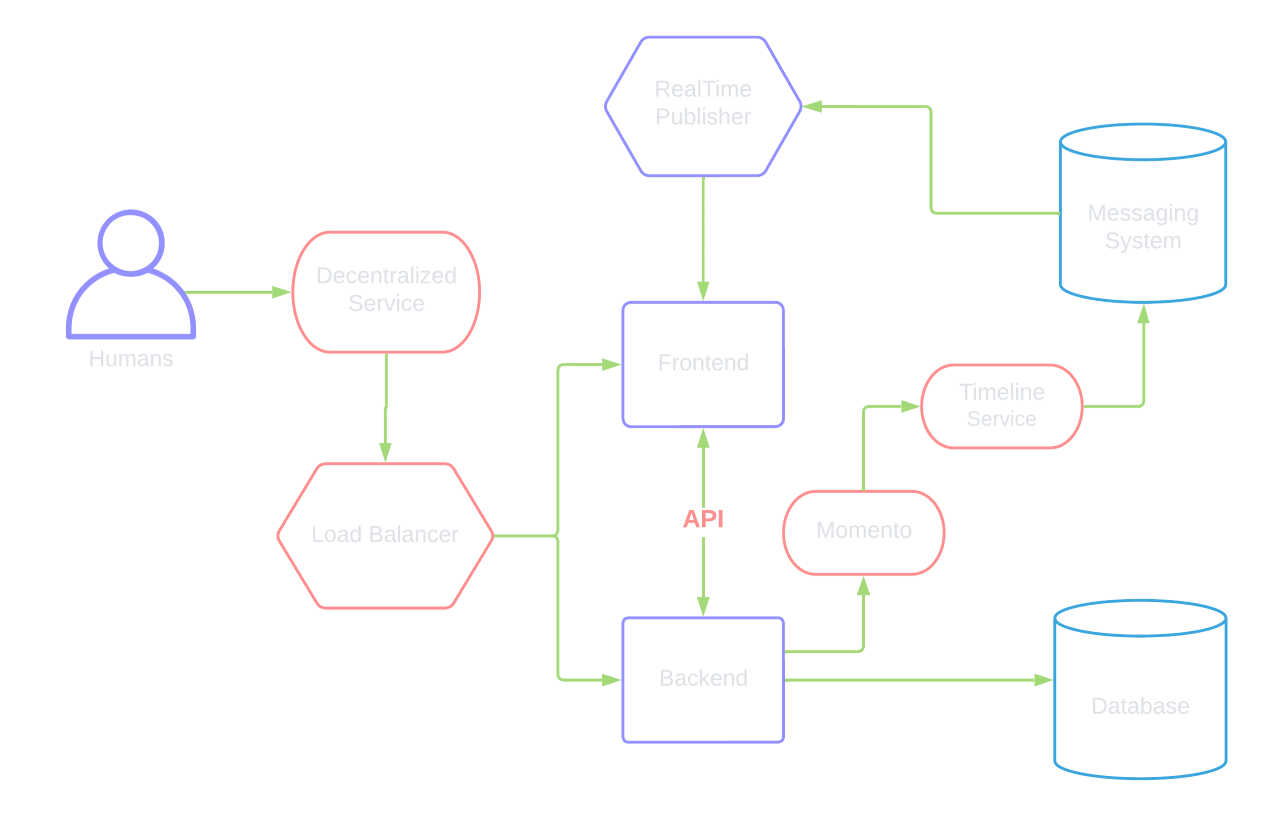 RealTime
Publisher
Messaging
System
Decentralized
Service
Humans
Frontend
Timeline
Service
API
Momento
Load Balancer
Backend
Database